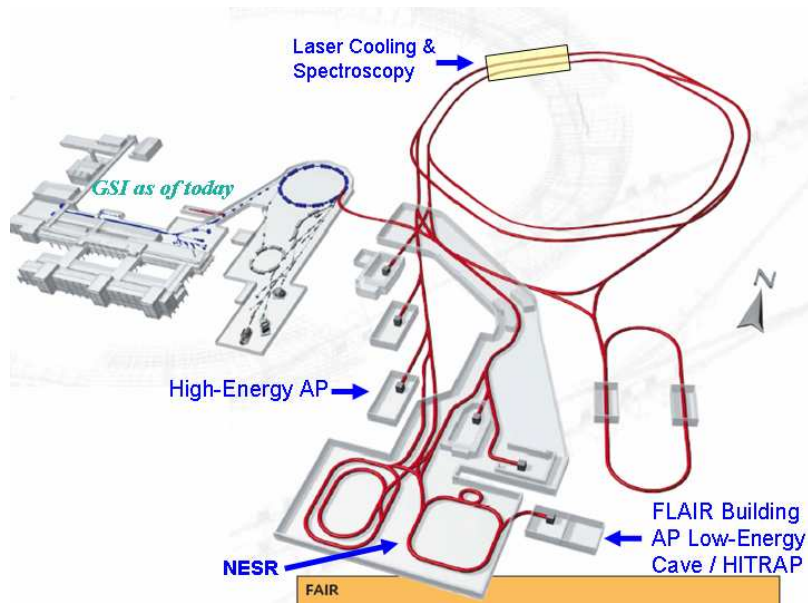 Laser Cooling &
Spectroscopy
GSI as of today
N
High-Energy AP
FLAIR Building
AP Low-Energy
Cave / HITRAP
NESR
FAIR